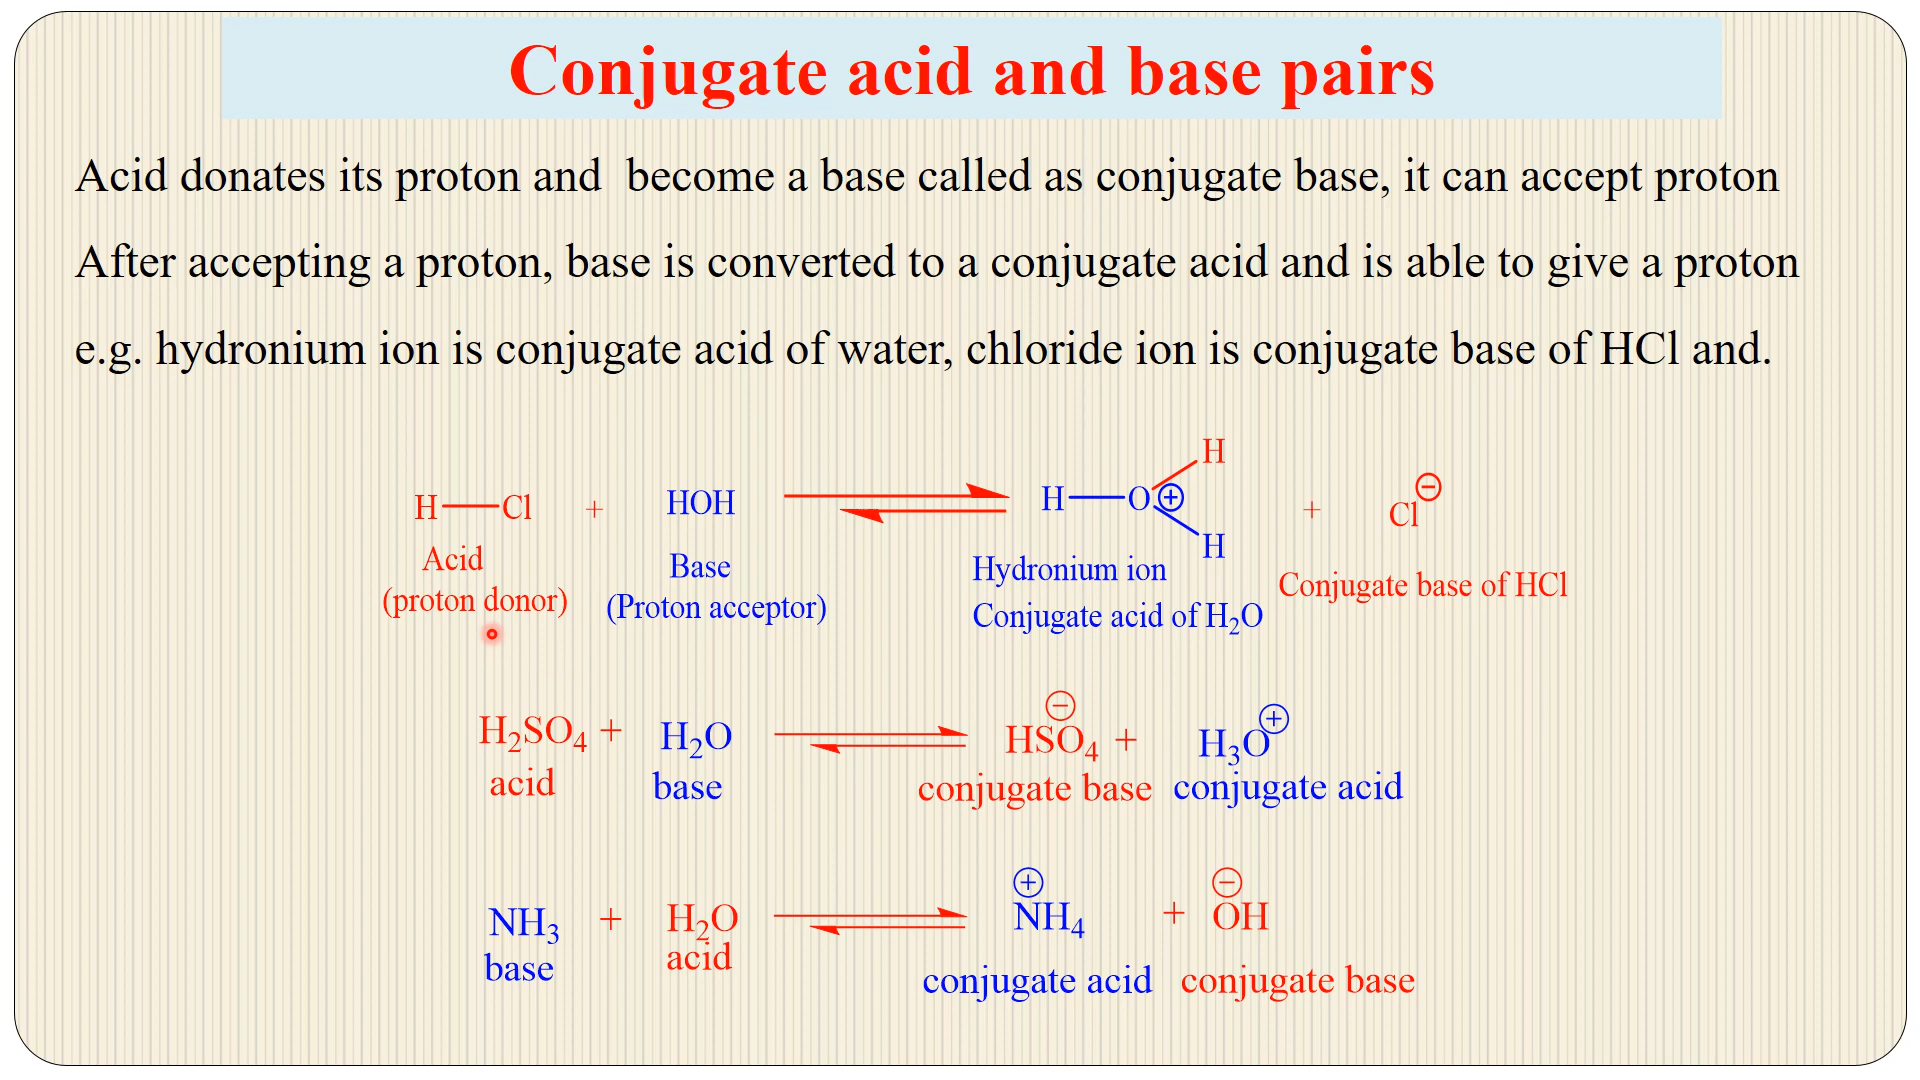 Conjugate acid and base pairs
Acid donates its proton and become a base called as conjugate base, it can accept proton
After accepting a proton, base is converted to a conjugate acid and is able to give a proton
e.g. hydronium ion is conjugate acid of water, chloride ion is conjugate base of HCl and.
H
H Cl + HOH H O ⊕ + Cl ⊖
H
Acid Base Hydronium ion Conjugate base of HCl
(proton donor) (Proton acceptor) Conjugate acid of H₂O
H₂SO₄ + H₂O HSO₄ ⊖ + H₃O ⊕
acid base conjugate base conjugate acid
NH₃ + H₂O ⊕ NH₄ + ⊖ OH
base acid conjugate acid conjugate base